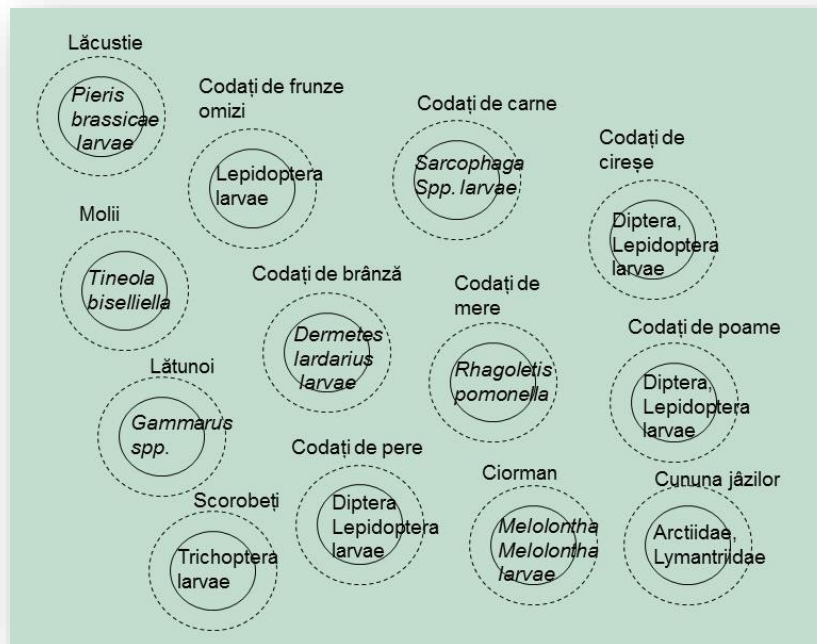 Lăcustie
Pieris
brassicae
larvae
Codați de frunze
omizi
Lepidoptera
larvae
Codați de carne
Sarcophaga
Spp. larvae
Codați de
cireșe
Diptera,
Lepidoptera
larvae
Molii
Tineola
biselliella
Codați de brânză
Dermetes
lardarius
larvae
Codați de
mere
Rhagoletis
pomonella
Codați de poame
Diptera,
Lepidoptera
larvae
Lătunoi
Gammarus
spp.
Codați de pere
Diptera
Lepidoptera
larvae
Ciorman
Melolontha
Melolontha
larvae
Cununa jâzilor
Arctiidae,
Lymantriidae
Scorobeți
Trichoptera
larvae